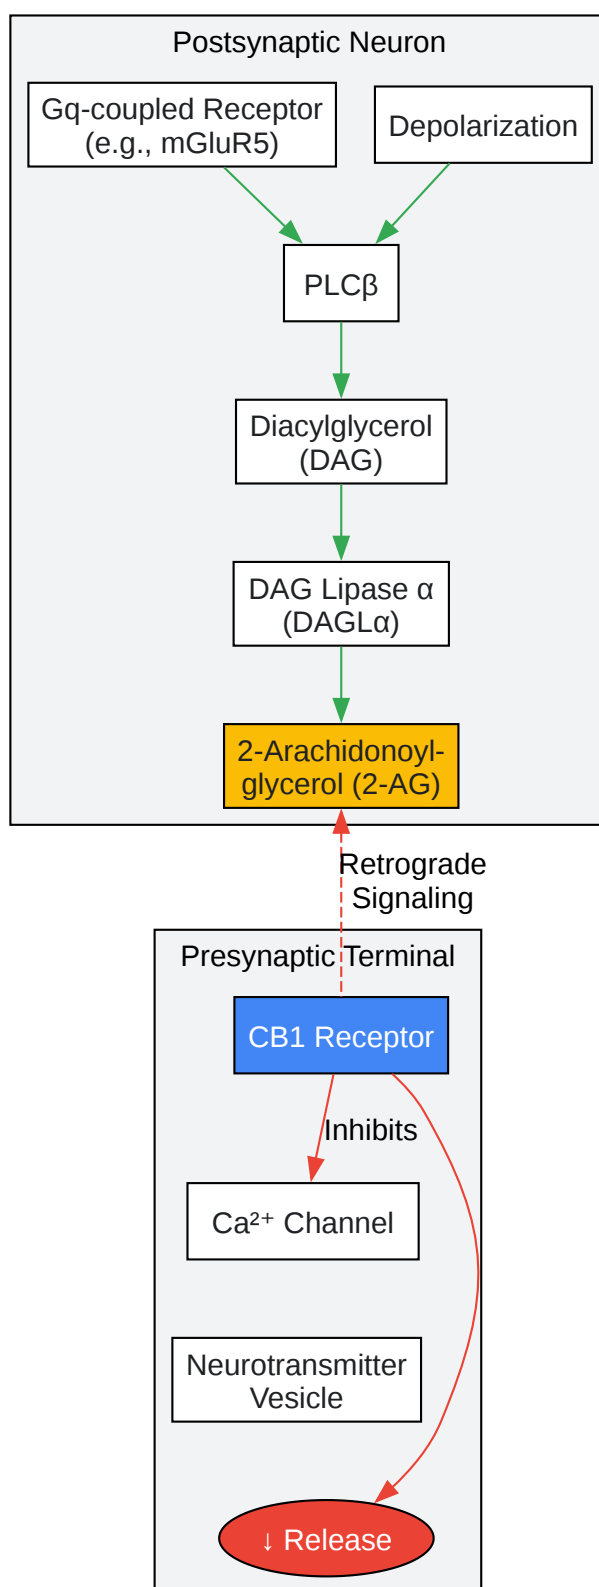 Postsynaptic Neuron
Gq-coupled Receptor
(e.g., mGluR5)
Depolarization
PLCβ
Diacylglycerol
(DAG)
DAG Lipase α
(DAGLα)
2-Arachidonoyl-
glycerol (2-AG)
Retrograde
Signaling
Presynaptic Terminal
CB1 Receptor
Inhibits
Ca²⁺ Channel
Neurotransmitter
Vesicle
↓ Release